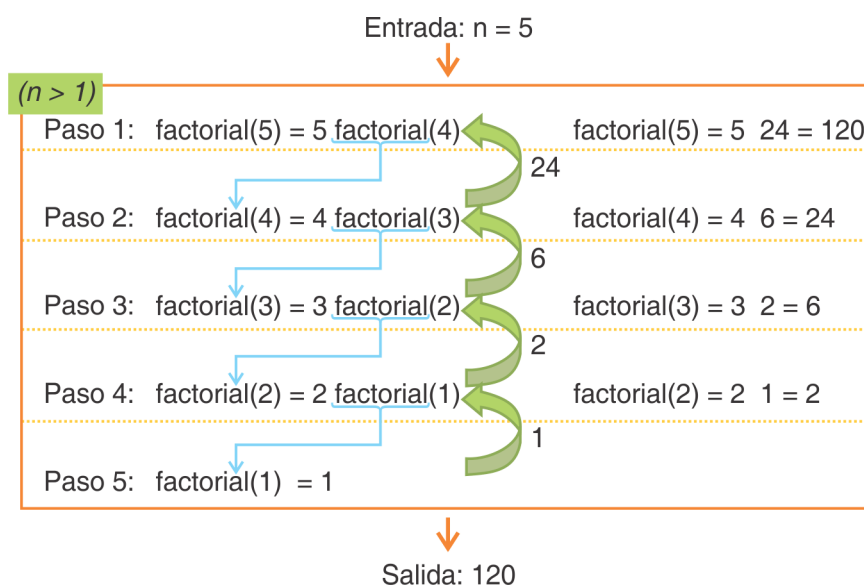 Entrada: n = 5
(n > 1)
Paso 1: factorial(5) = 5 factorial(4) factorial(5) = 5 24 = 120
24
Paso 2: factorial(4) = 4 factorial(3) factorial(4) = 4 6 = 24
6
Paso 3: factorial(3) = 3 factorial(2) factorial(3) = 3 2 = 6
2
Paso 4: factorial(2) = 2 factorial(1) factorial(2) = 2 1 = 2
1
Paso 5: factorial(1) = 1
Salida: 120